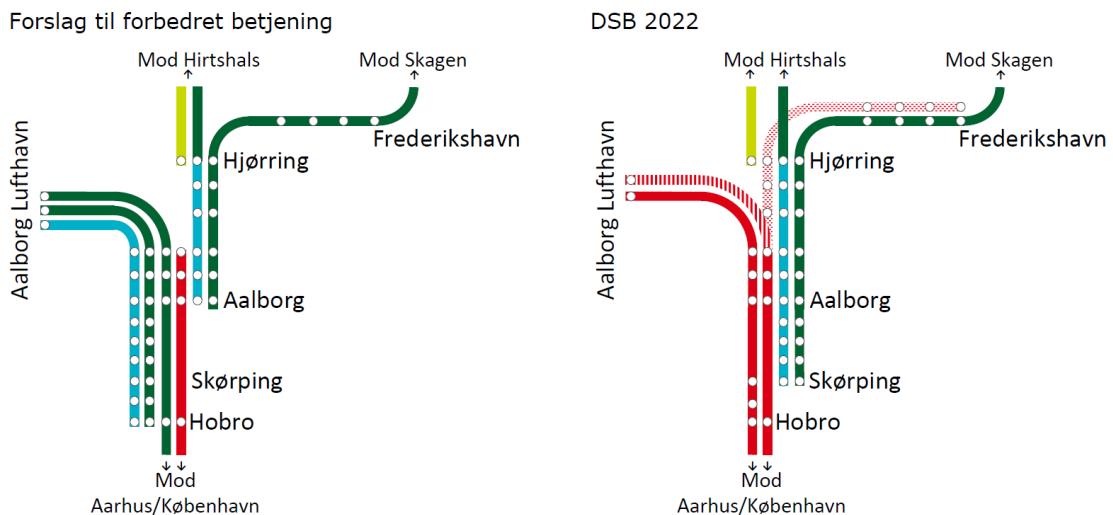 Forslag til forbedret betjening
Mod Hirtshals
Mod Skagen
Frederikshavn
Hjørring
Aalborg Lufthavn
Aalborg
Skørping
Hobro
Mod
Aarhus/København
DSB 2022
Mod Hirtshals
Mod Skagen
Frederikshavn
Hjørring
Aalborg Lufthavn
Aalborg
Skørping
Hobro
Mod
Aarhus/København